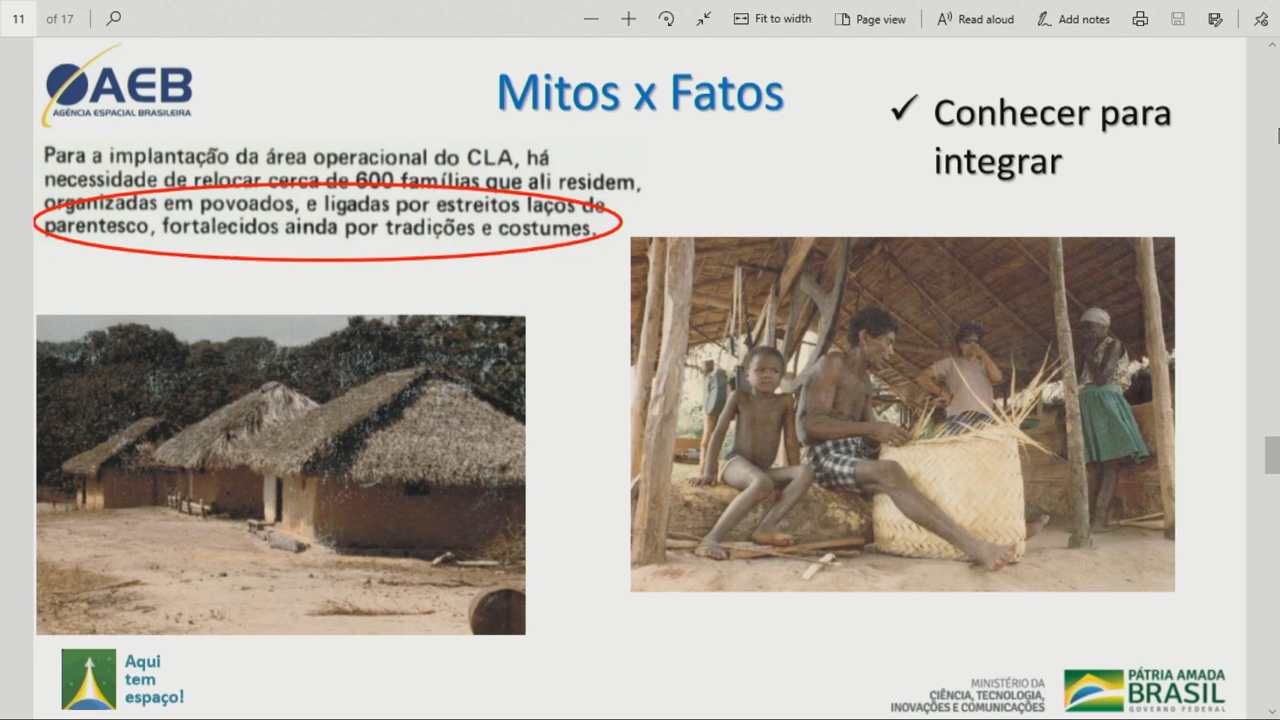 11 of 17
Fit to width
Page view
Read aloud
Add notes
AEB
AGÊNCIA ESPACIAL BRASILEIRA
Mitos x Fatos
✓ Conhecer para
integrar
Para a implantação da área operacional do CLA, há
necessidade de relocar cerca de 600 famílias que ali residem,
organizadas em povoados, e ligadas por estreitos laços de
parentesco, fortalecidos ainda por tradições e costumes.
Aqui
tem
espaço!
MINISTÉRIO DA
CIÊNCIA, TECNOLOGIA,
INOVAÇÕES E COMUNICAÇÕES
PÁTRIA AMADA
BRASIL
GOVERNO FEDERAL